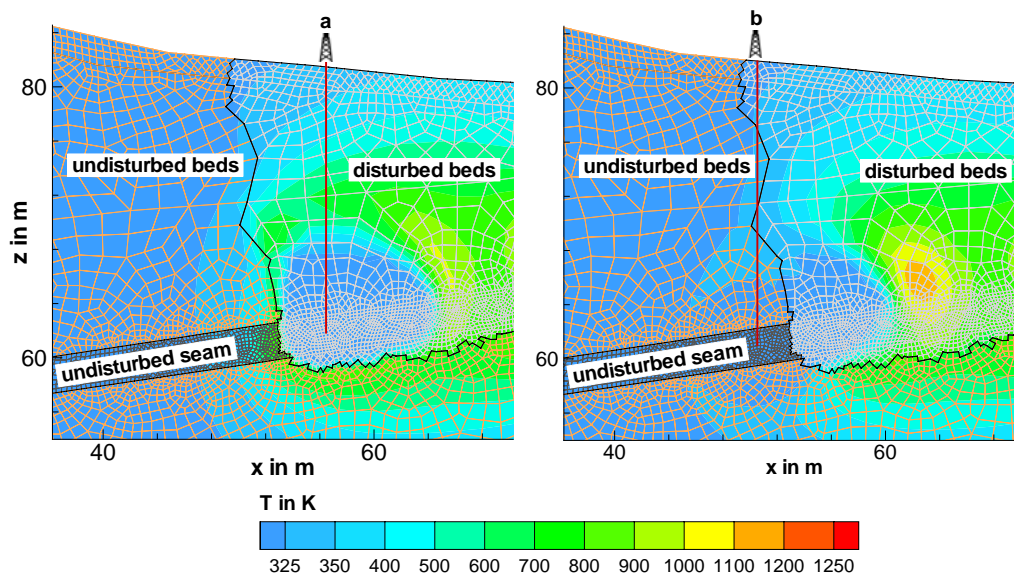 a
b
80
80
undisturbed beds
disturbed beds
undisturbed beds
disturbed beds
z in m
60
60
undisturbed seam
undisturbed seam
40
60
60
x in m
x in m
T in K
325 350 400 500 600 700 800 900 1000 1100 1200 1250